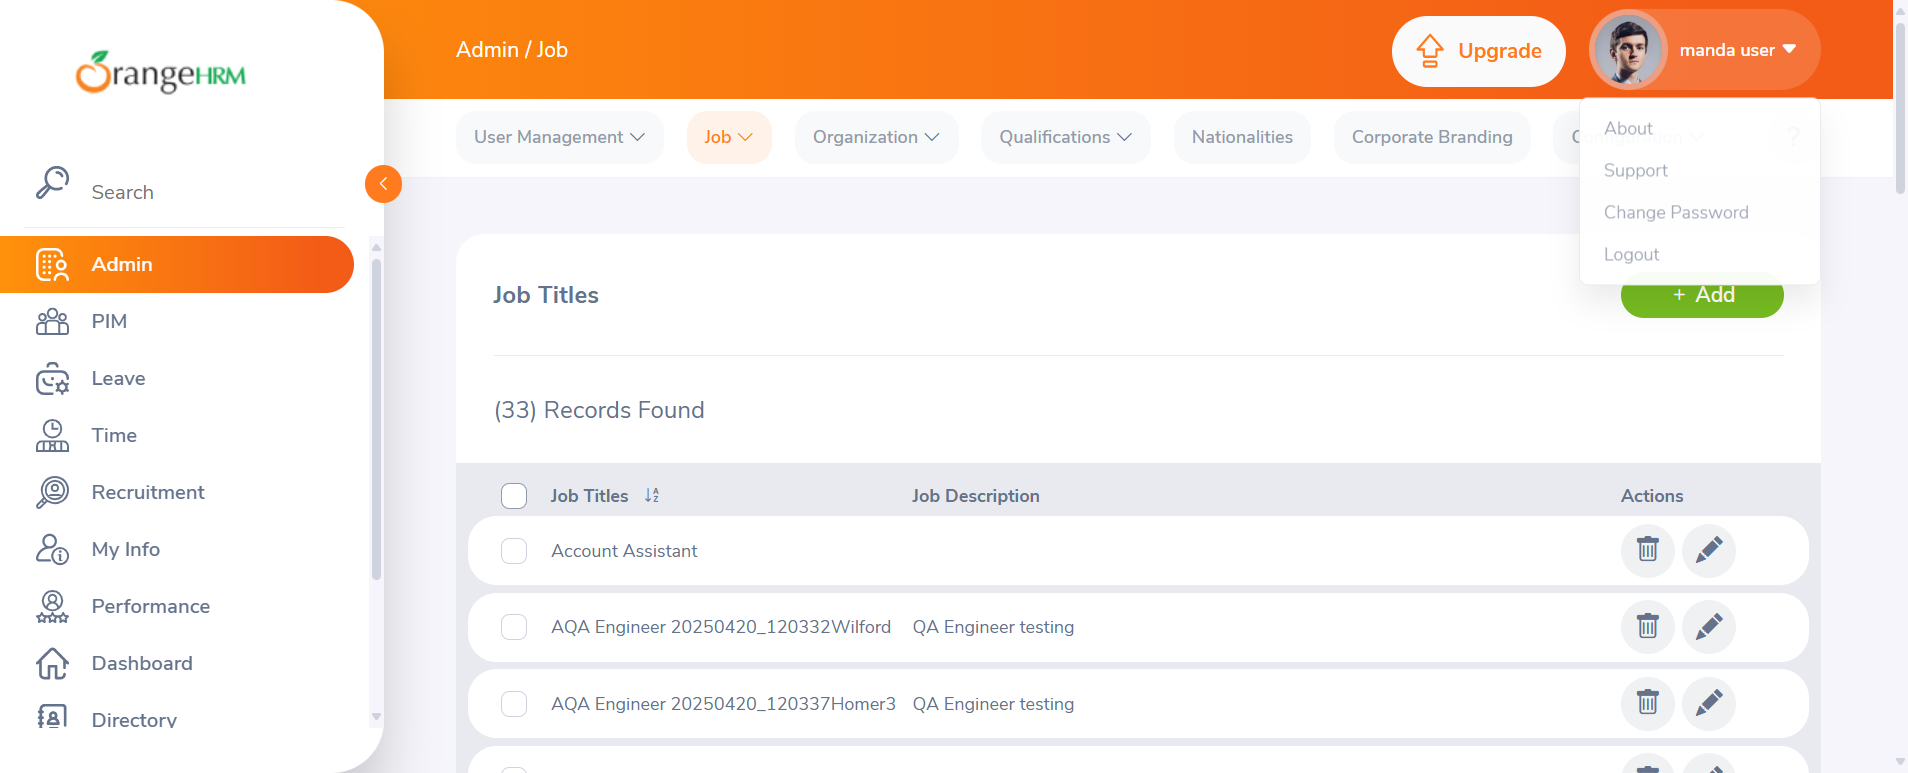 OrangeHRM
Admin / Job
Upgrade
manda user
User Management
Job
Organization
Qualifications
Nationalities
Corporate Branding
Configuration
?
About
Support
Change Password
Logout
Search
Admin
PIM
Leave
Time
Recruitment
My Info
Performance
Dashboard
Directory
Job Titles
+ Add
(33) Records Found
Job Titles
Job Description
Actions
Account Assistant
AQA Engineer 20250420_120332Wilford QA Engineer testing
AQA Engineer 20250420_120337Homer3 QA Engineer testing